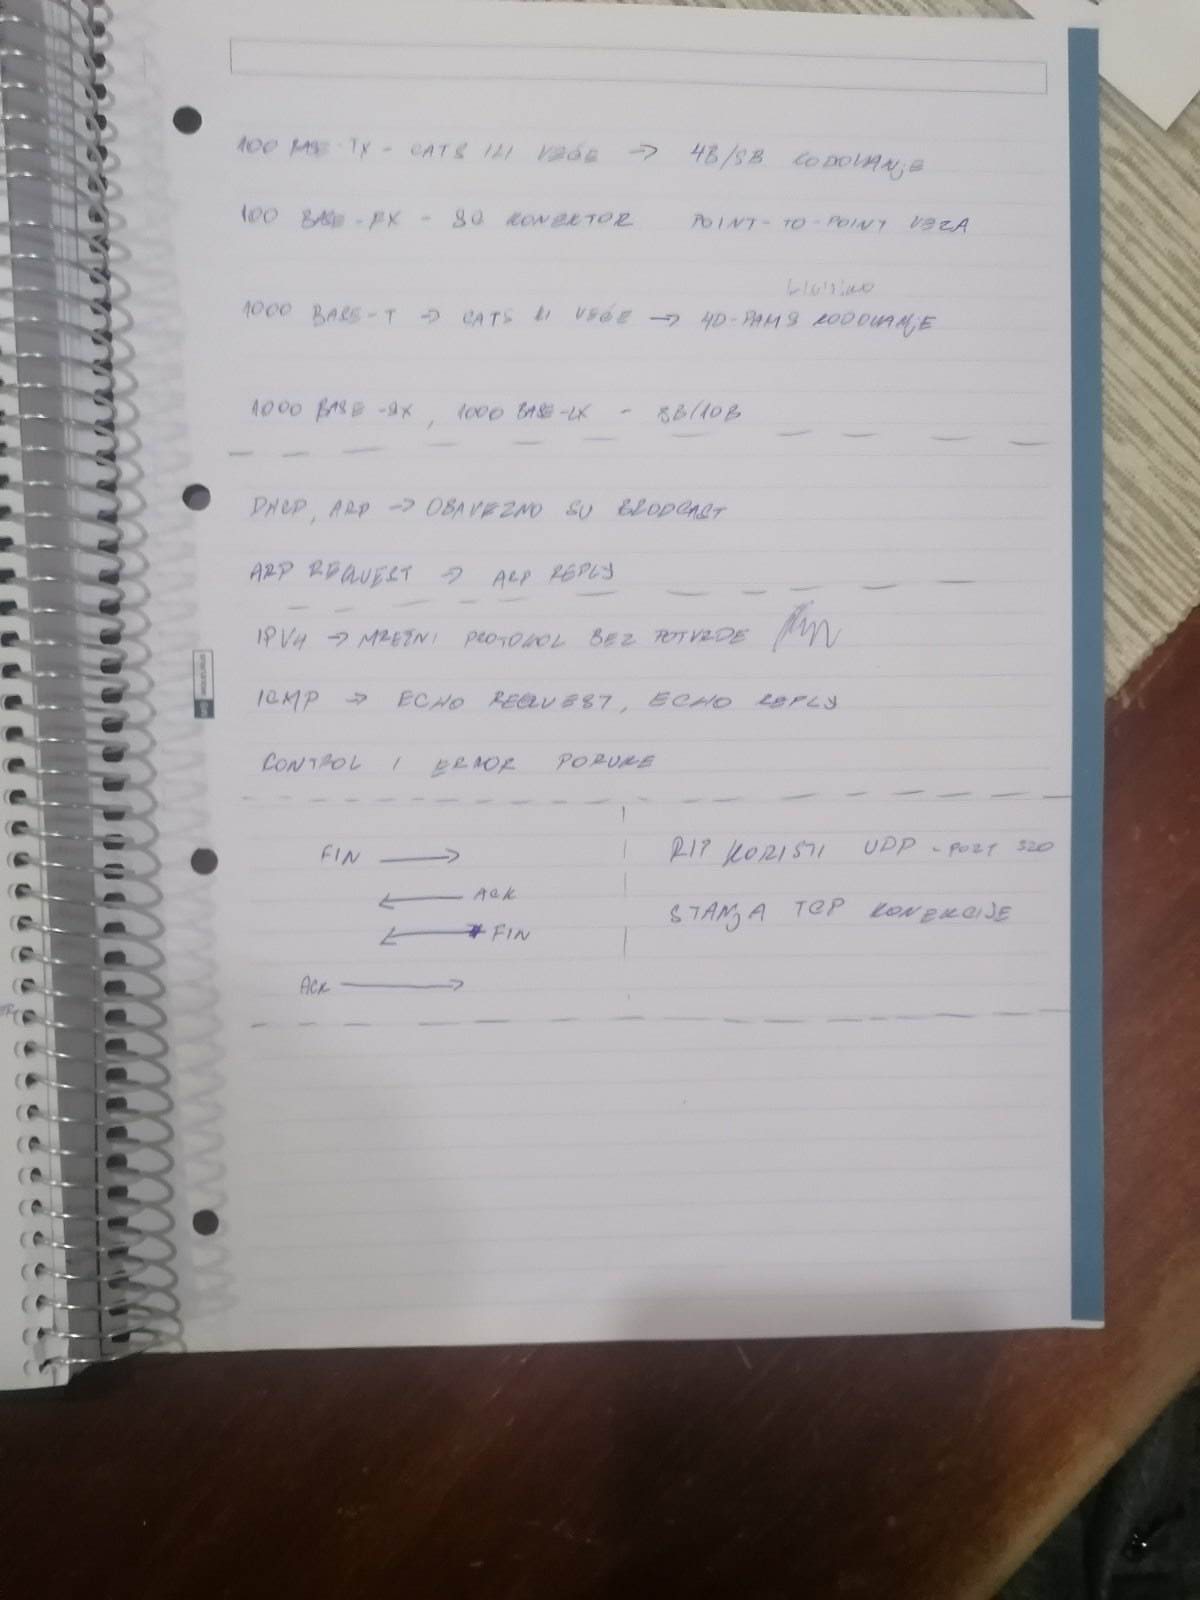 100 BASE-TX - CAT5 ILI VEĆE → 4B/5B KODOVANjE
100 BASE-FX - SC KONEKTOR POINT-TO-POINT VEZA
1000 BASE-T → CAT5 ILI VEĆE → 4D-PAM5 KODOVANjE
1000 BASE-SX, 1000 BASE-LX - 8B/10B
DHCP, ARP → OBAVEZNO SU BRODCAST
ARP REQUEST → ARP REPLY
IPV4 → MREŽNI PROTOKOL BEZ POTVRDE
ICMP → ECHO REQUEST, ECHO REPLY
CONTROL I ERROR PORUKE
FIN →
← ACK
← FIN
ACK →
RIP KORISTI UDP - PORT 520
STANjA TCP KONEKCIJE